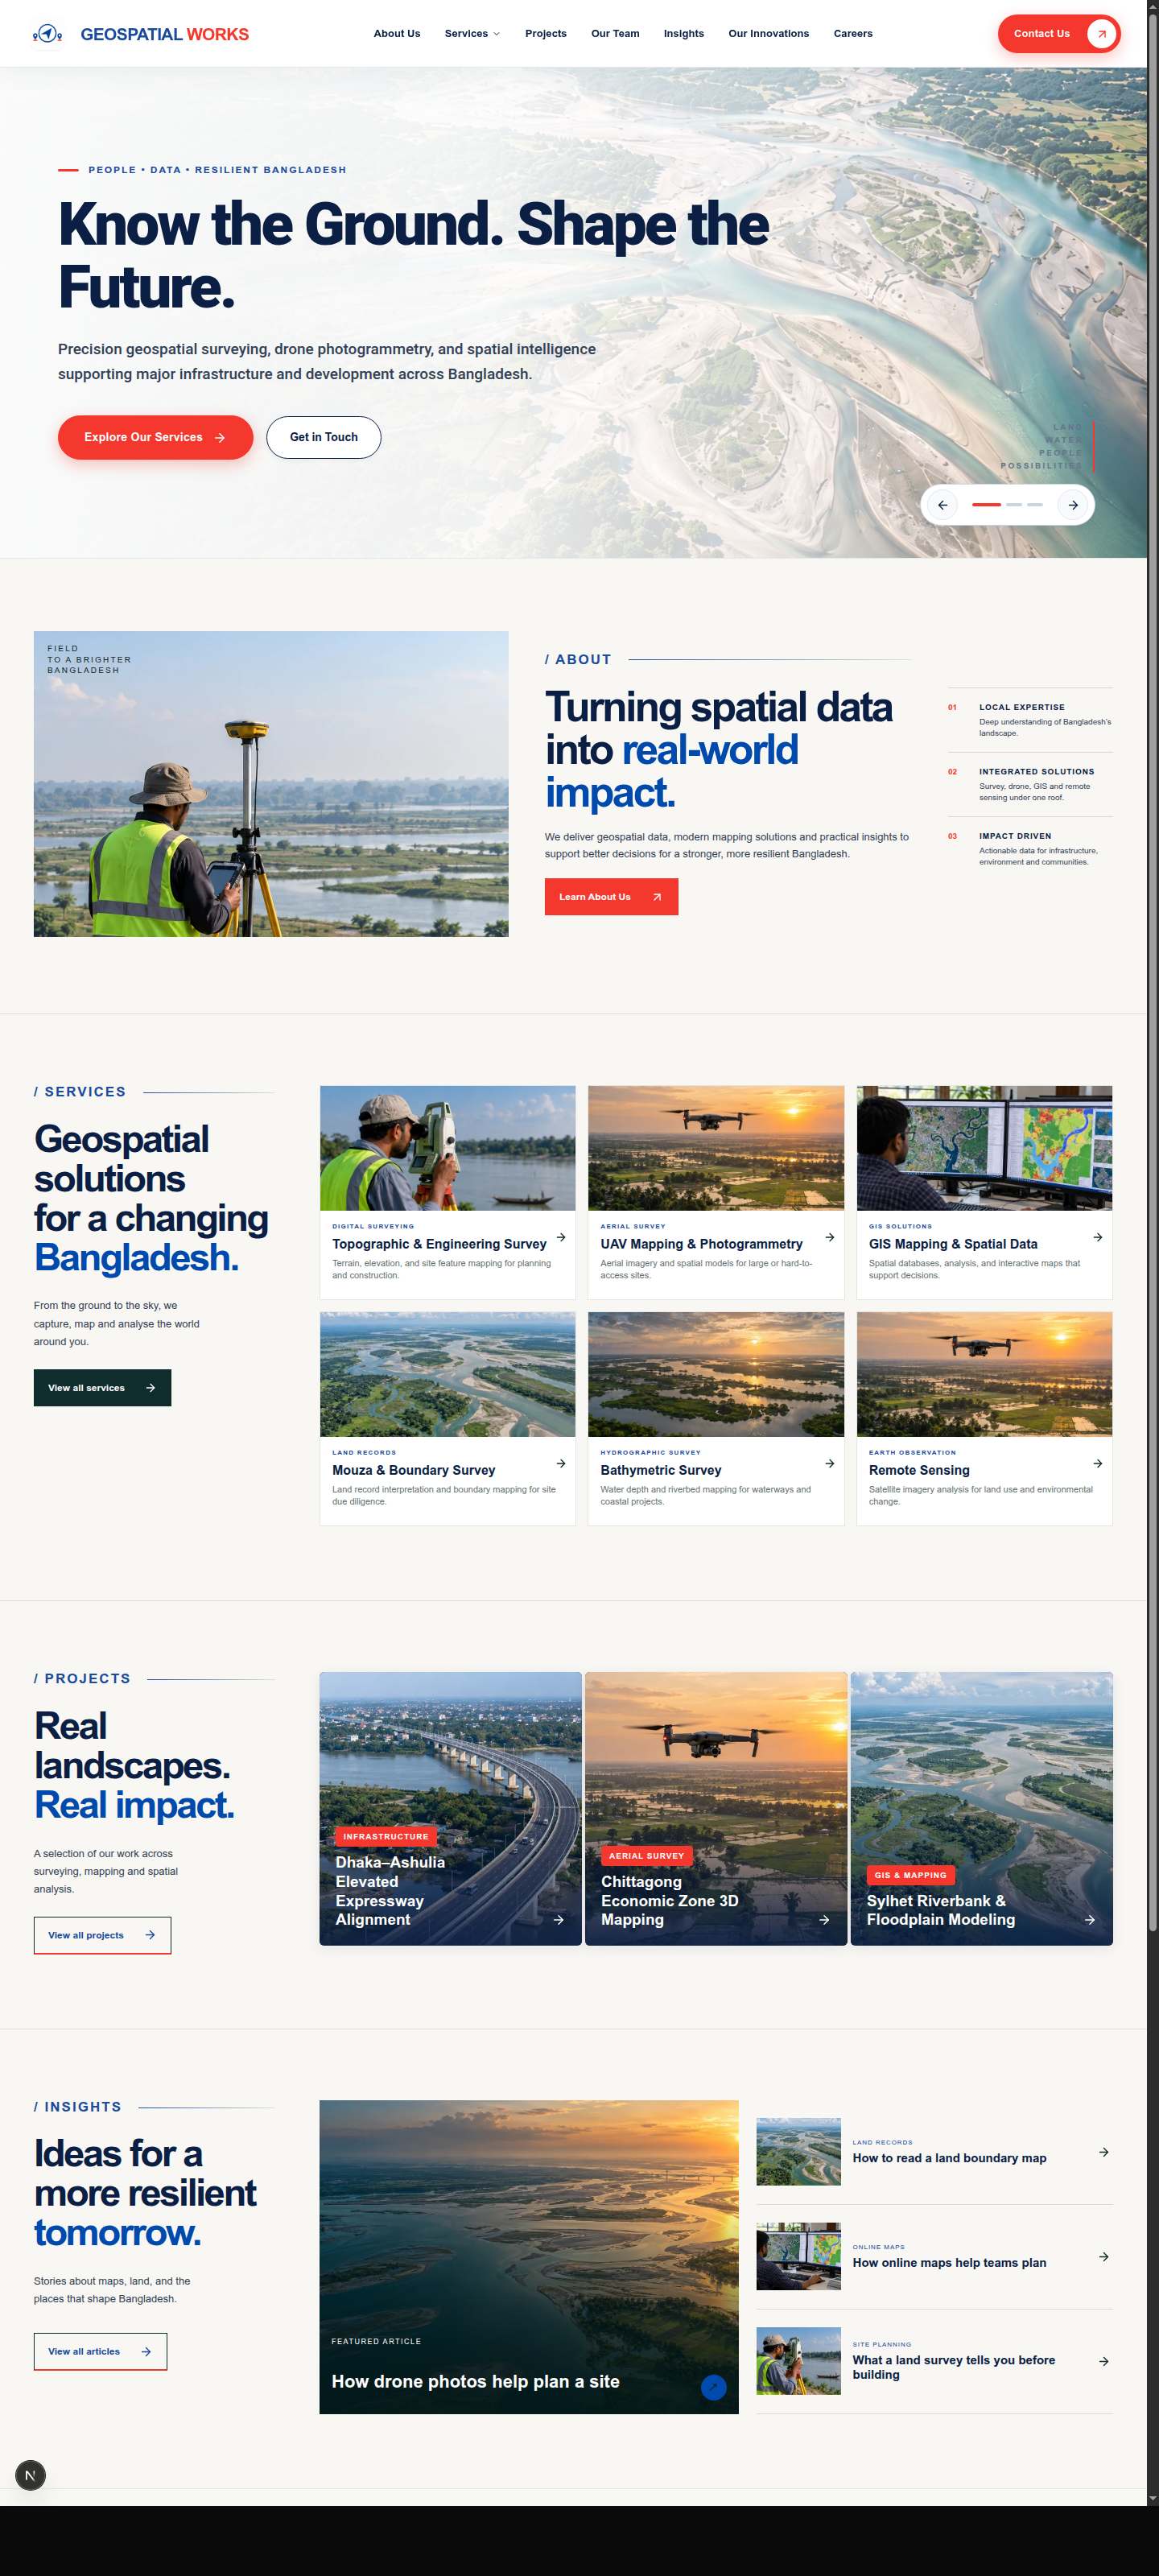 GEOSPATIAL WORKS
About Us
Services
Projects
Our Team
Insights
Our Innovations
Careers
Contact Us
PEOPLE • DATA • RESILIENT BANGLADESH
Know the Ground. Shape the
Future.
Precision geospatial surveying, drone photogrammetry, and spatial intelligence
supporting major infrastructure and development across Bangladesh.
Explore Our Services
Get in Touch
LAND
WATER
PEOPLE
POSSIBILITIES
FIELD
TO A BRIGHTER
BANGLADESH
/ ABOUT
Turning spatial data
into real-world
impact.
We deliver geospatial data, modern mapping solutions and practical insights to
support better decisions for a stronger, more resilient Bangladesh.
Learn About Us
01
LOCAL EXPERTISE
Deep understanding of Bangladesh's
landscape.
02
INTEGRATED SOLUTIONS
Survey, drone, GIS and remote
sensing under one roof.
03
IMPACT DRIVEN
Actionable data for infrastructure,
environment and communities.
/ SERVICES
Geospatial
solutions
for a changing
Bangladesh.
From the ground to the sky, we
capture, map and analyse the world
around you.
View all services
DIGITAL SURVEYING
Topographic & Engineering Survey
Terrain, elevation, and site feature mapping for planning
and construction.
AERIAL SURVEY
UAV Mapping & Photogrammetry
Aerial imagery and spatial models for large or hard-to-
access sites.
GIS SOLUTIONS
GIS Mapping & Spatial Data
Spatial databases, analysis, and interactive maps that
support decisions.
LAND RECORDS
Mouza & Boundary Survey
Land record interpretation and boundary mapping for site
due diligence.
HYDROGRAPHIC SURVEY
Bathymetric Survey
Water depth and riverbed mapping for waterways and
coastal projects.
EARTH OBSERVATION
Remote Sensing
Satellite imagery analysis for land use and environmental
change.
/ PROJECTS
Real
landscapes.
Real impact.
A selection of our work across
surveying, mapping and spatial
analysis.
View all projects
INFRASTRUCTURE
Dhaka–Ashulia
Elevated
Expressway
Alignment
AERIAL SURVEY
Chittagong
Economic Zone 3D
Mapping
GIS & MAPPING
Sylhet Riverbank &
Floodplain Modeling
/ INSIGHTS
Ideas for a
more resilient
tomorrow.
Stories about maps, land, and the
places that shape Bangladesh.
View all articles
FEATURED ARTICLE
How drone photos help plan a site
LAND RECORDS
How to read a land boundary map
ONLINE MAPS
How online maps help teams plan
SITE PLANNING
What a land survey tells you before
building
N